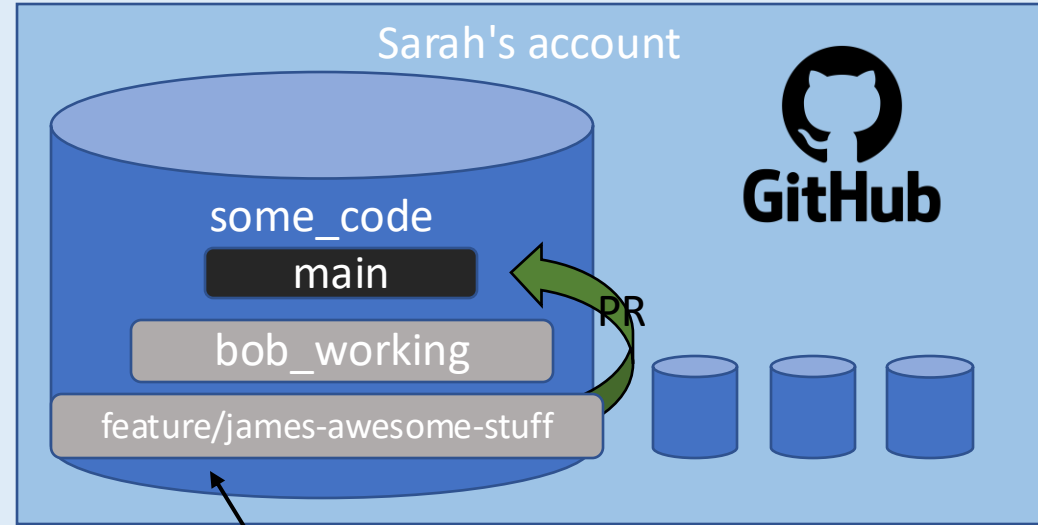 Sarah's account
GitHub
some_code
main
PR
bob_working
feature/james-awesome-stuff